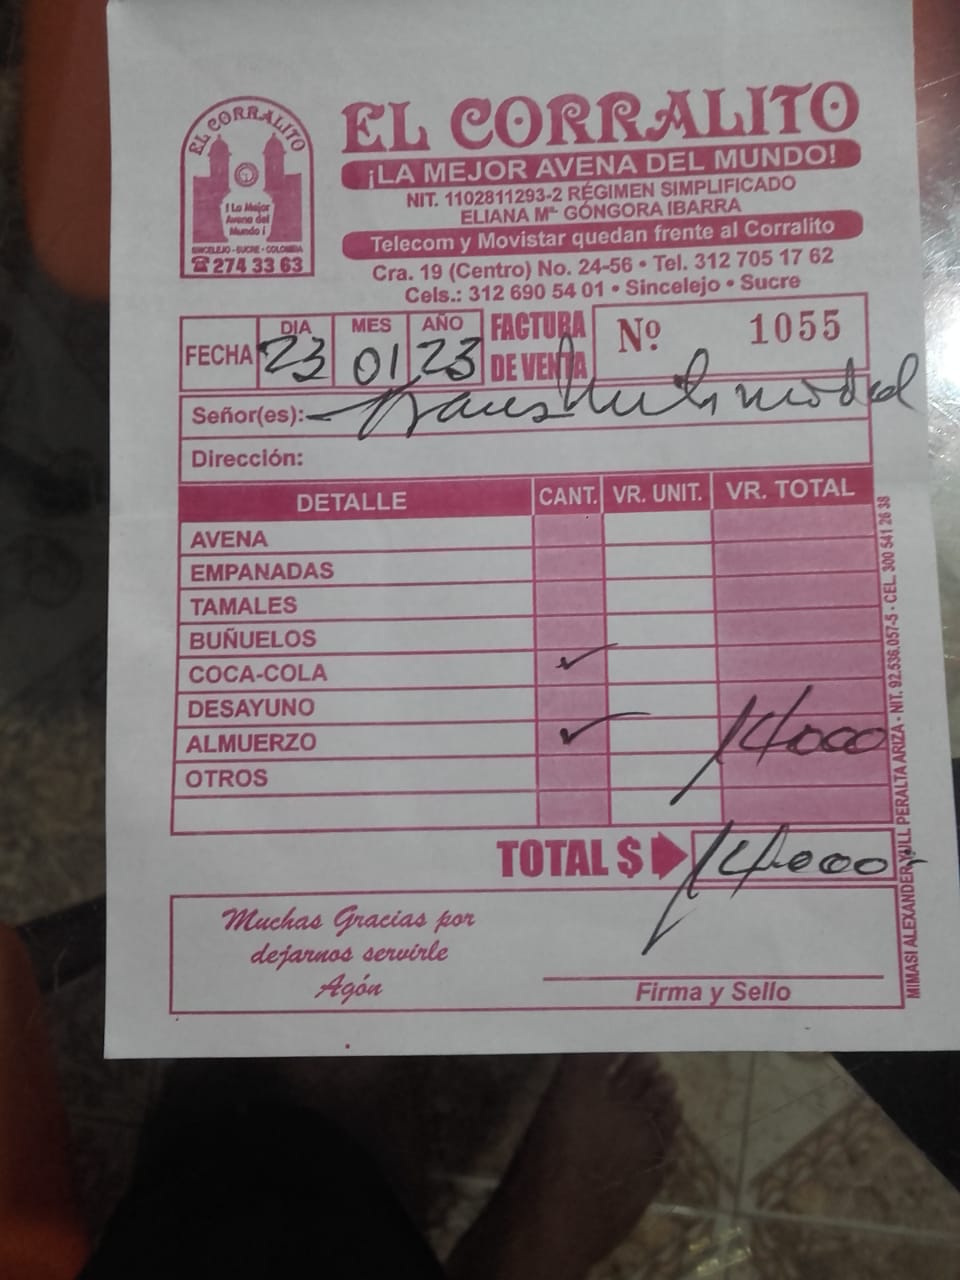 EL CORRALITO
¡La Mejor
Avena del
Mundo!
SINCELEJO - SUCRE - COLOMBIA
☎ 274 33 63
EL CORRALITO
¡LA MEJOR AVENA DEL MUNDO!
NIT. 1102811293-2 RÉGIMEN SIMPLIFICADO
ELIANA Mª GÓNGORA IBARRA
Telecom y Movistar quedan frente al Corralito
Cra. 19 (Centro) No. 24-56 • Tel. 312 705 17 62
Cels.: 312 690 54 01 • Sincelejo • Sucre
FECHA DIA 23 MES 01 AÑO 23
FACTURA DE VENTA
Nº 1055
Señor(es): Transmultimodal
Dirección:
DETALLE CANT. VR. UNIT. VR. TOTAL
AVENA
EMPANADAS
TAMALES
BUÑUELOS
COCA-COLA ✓
DESAYUNO
ALMUERZO ✓ 14000
OTROS
TOTAL $ 14000
Muchas Gracias por
dejarnos servirle
Agón
Firma y Sello
MIMASI ALEXANDER YULL PERALTA ARIZA - NIT. 92.536.057-5 - CEL. 300 541 26 38